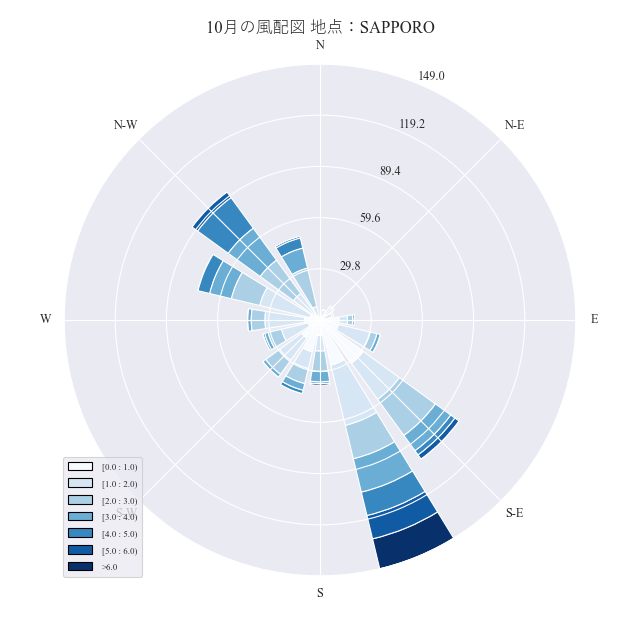 10月の風配図 地点：SAPPORO
N
149.0
N-W
119.2
N-E
89.4
59.6
29.8
W
E
[0.0 : 1.0)
[1.0 : 2.0)
[2.0 : 3.0)
S-W
[3.0 : 4.0)
S-E
[4.0 : 5.0)
[5.0 : 6.0)
>6.0
S